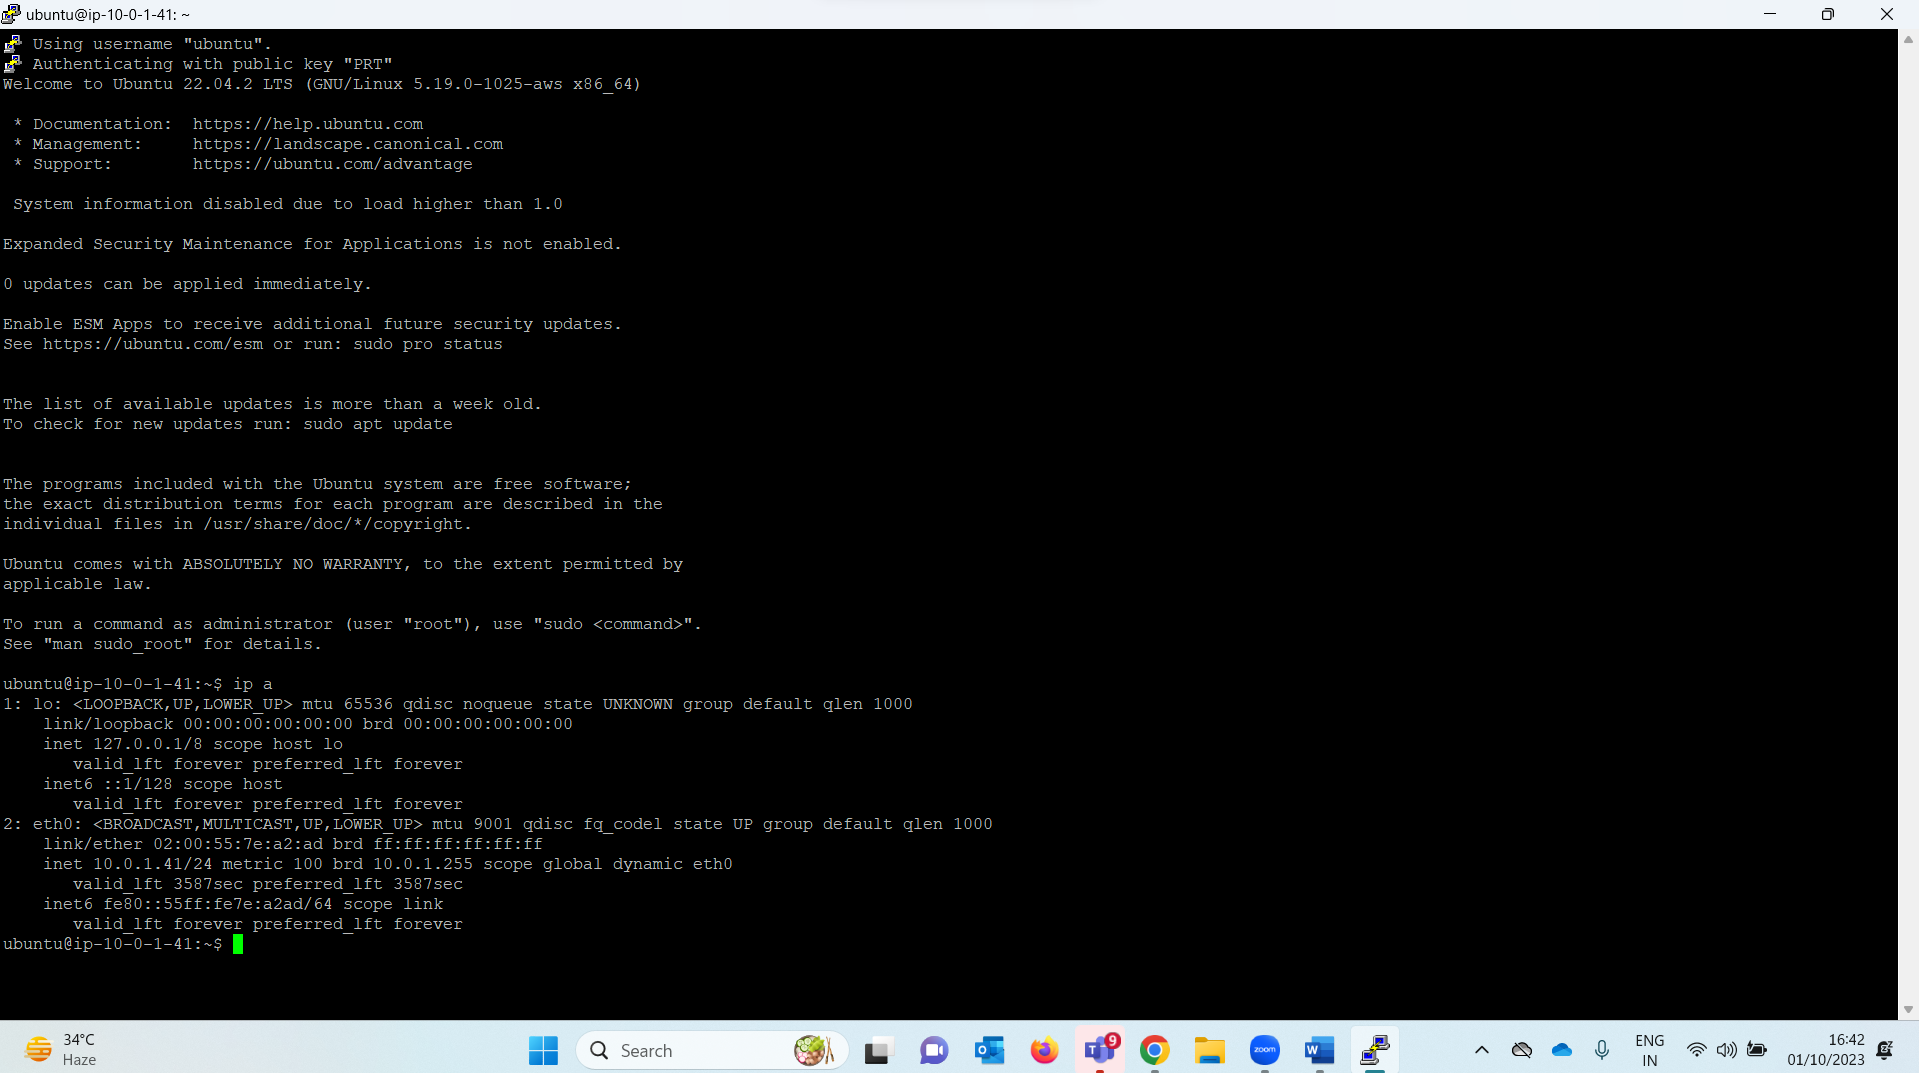 ubuntu@ip-10-0-1-41: ~
Using username "ubuntu".
Authenticating with public key "PRT"
Welcome to Ubuntu 22.04.2 LTS (GNU/Linux 5.19.0-1025-aws x86_64)
* Documentation:  https://help.ubuntu.com
* Management:     https://landscape.canonical.com
* Support:        https://ubuntu.com/advantage
System information disabled due to load higher than 1.0
Expanded Security Maintenance for Applications is not enabled.
0 updates can be applied immediately.
Enable ESM Apps to receive additional future security updates.
See https://ubuntu.com/esm or run: sudo pro status
The list of available updates is more than a week old.
To check for new updates run: sudo apt update
The programs included with the Ubuntu system are free software;
the exact distribution terms for each program are described in the
individual files in /usr/share/doc/*/copyright.
Ubuntu comes with ABSOLUTELY NO WARRANTY, to the extent permitted by
applicable law.
To run a command as administrator (user "root"), use "sudo <command>".
See "man sudo_root" for details.
ubuntu@ip-10-0-1-41:~$ ip a
1: lo: <LOOPBACK,UP,LOWER_UP> mtu 65536 qdisc noqueue state UNKNOWN group default qlen 1000
link/loopback 00:00:00:00:00:00 brd 00:00:00:00:00:00
inet 127.0.0.1/8 scope host lo
valid_lft forever preferred_lft forever
inet6 ::1/128 scope host
valid_lft forever preferred_lft forever
2: eth0: <BROADCAST,MULTICAST,UP,LOWER_UP> mtu 9001 qdisc fq_codel state UP group default qlen 1000
link/ether 02:00:55:7e:a2:ad brd ff:ff:ff:ff:ff:ff
inet 10.0.1.41/24 metric 100 brd 10.0.1.255 scope global dynamic eth0
valid_lft 3587sec preferred_lft 3587sec
inet6 fe80::55ff:fe7e:a2ad/64 scope link
valid_lft forever preferred_lft forever
ubuntu@ip-10-0-1-41:~$
34°C
Haze
Search
9
zoom
ENG
IN
16:42
01/10/2023